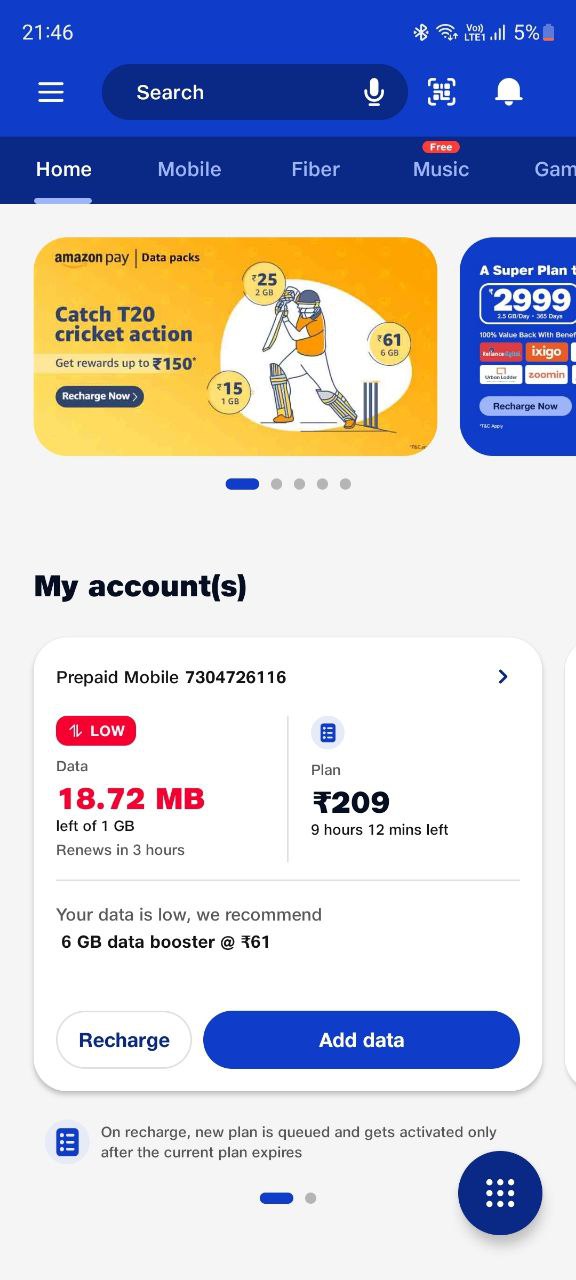 21:46
Vo))
LTE1
5%
Search
Home
Mobile
Fiber
Free
Music
Gam
amazon pay | Data packs
Catch T20
cricket action
Get rewards up to ₹150*
Recharge Now >
₹25
2 GB
₹61
6 GB
₹15
1 GB
A Super Plan t
₹2999
2.5 GB/Day • 365 Days
100% Value Back With Benef
Reliance digital
ixigo
Urban Ladder
zoomin
Recharge Now
*T&C Apply
My account(s)
Prepaid Mobile 7304726116
LOW
Data
18.72 MB
left of 1 GB
Renews in 3 hours
Plan
₹209
9 hours 12 mins left
Your data is low, we recommend
6 GB data booster @ ₹61
Recharge
Add data
On recharge, new plan is queued and gets activated only
after the current plan expires